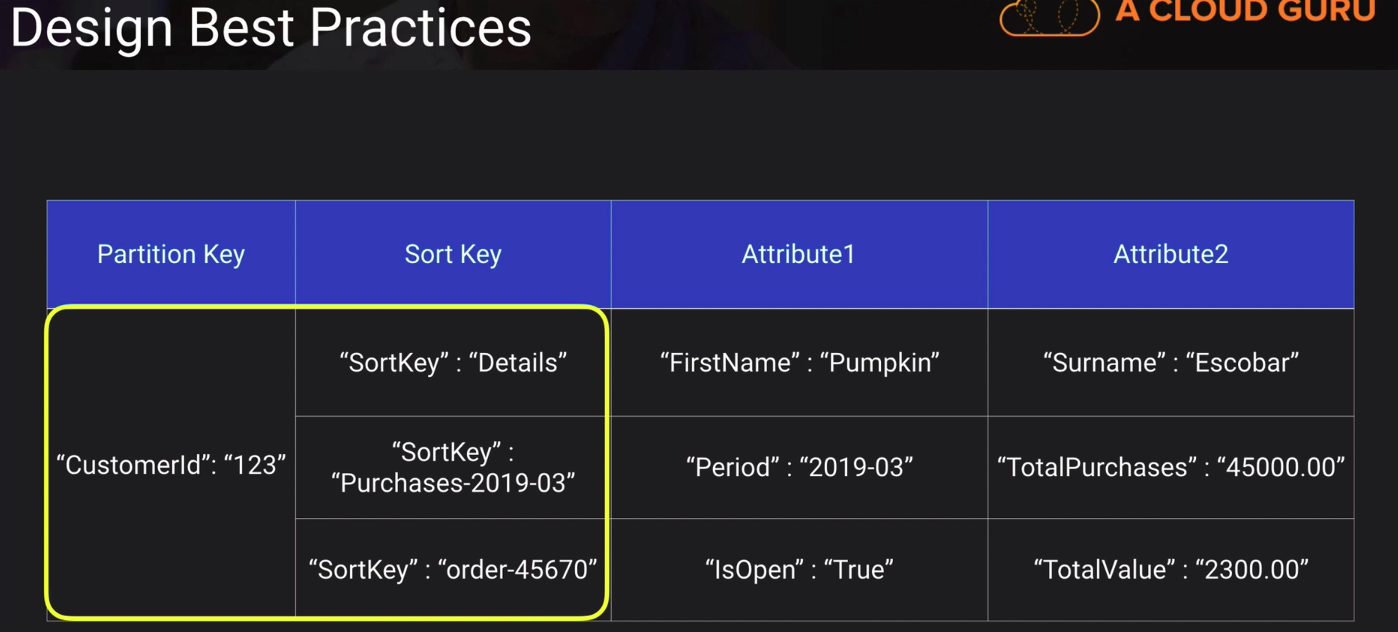 Design Best Practices
A CLOUD GURU
Partition Key
Sort Key
Attribute1
Attribute2
“CustomerId”: “123”
“SortKey” : “Details”
“FirstName” : “Pumpkin”
“Surname” : “Escobar”
“SortKey” :
“Purchases-2019-03”
“Period” : “2019-03”
“TotalPurchases” : “45000.00”
“SortKey” : “order-45670”
“IsOpen” : “True”
“TotalValue” : “2300.00”